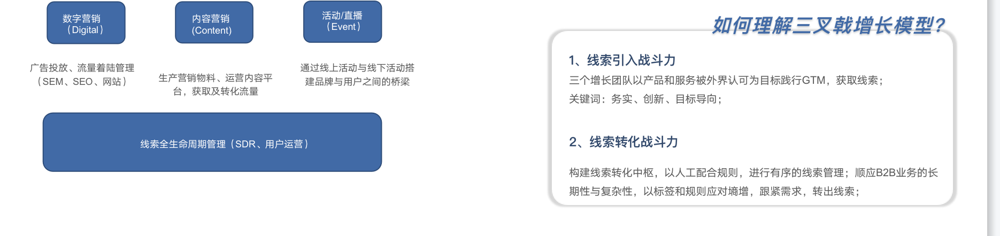 数字营销
（Digital）
内容营销
(Content)
活动/直播
（Event）
广告投放、流量着陆管理
（SEM、SEO、网站）
生产营销物料、运营内容平
台，获取及转化流量
通过线上活动与线下活动搭
建品牌与用户之间的桥梁
线索全生命周期管理（SDR、用户运营）
如何理解三叉戟增长模型?
1、线索引入战斗力
三个增长团队以产品和服务被外界认可为目标践行GTM，获取线索；
关键词：务实、创新、目标导向；
2、线索转化战斗力
构建线索转化中枢，以人工配合规则，进行有序的线索管理；顺应B2B业务的长
期性与复杂性，以标签和规则应对墒增，跟紧需求，转出线索；